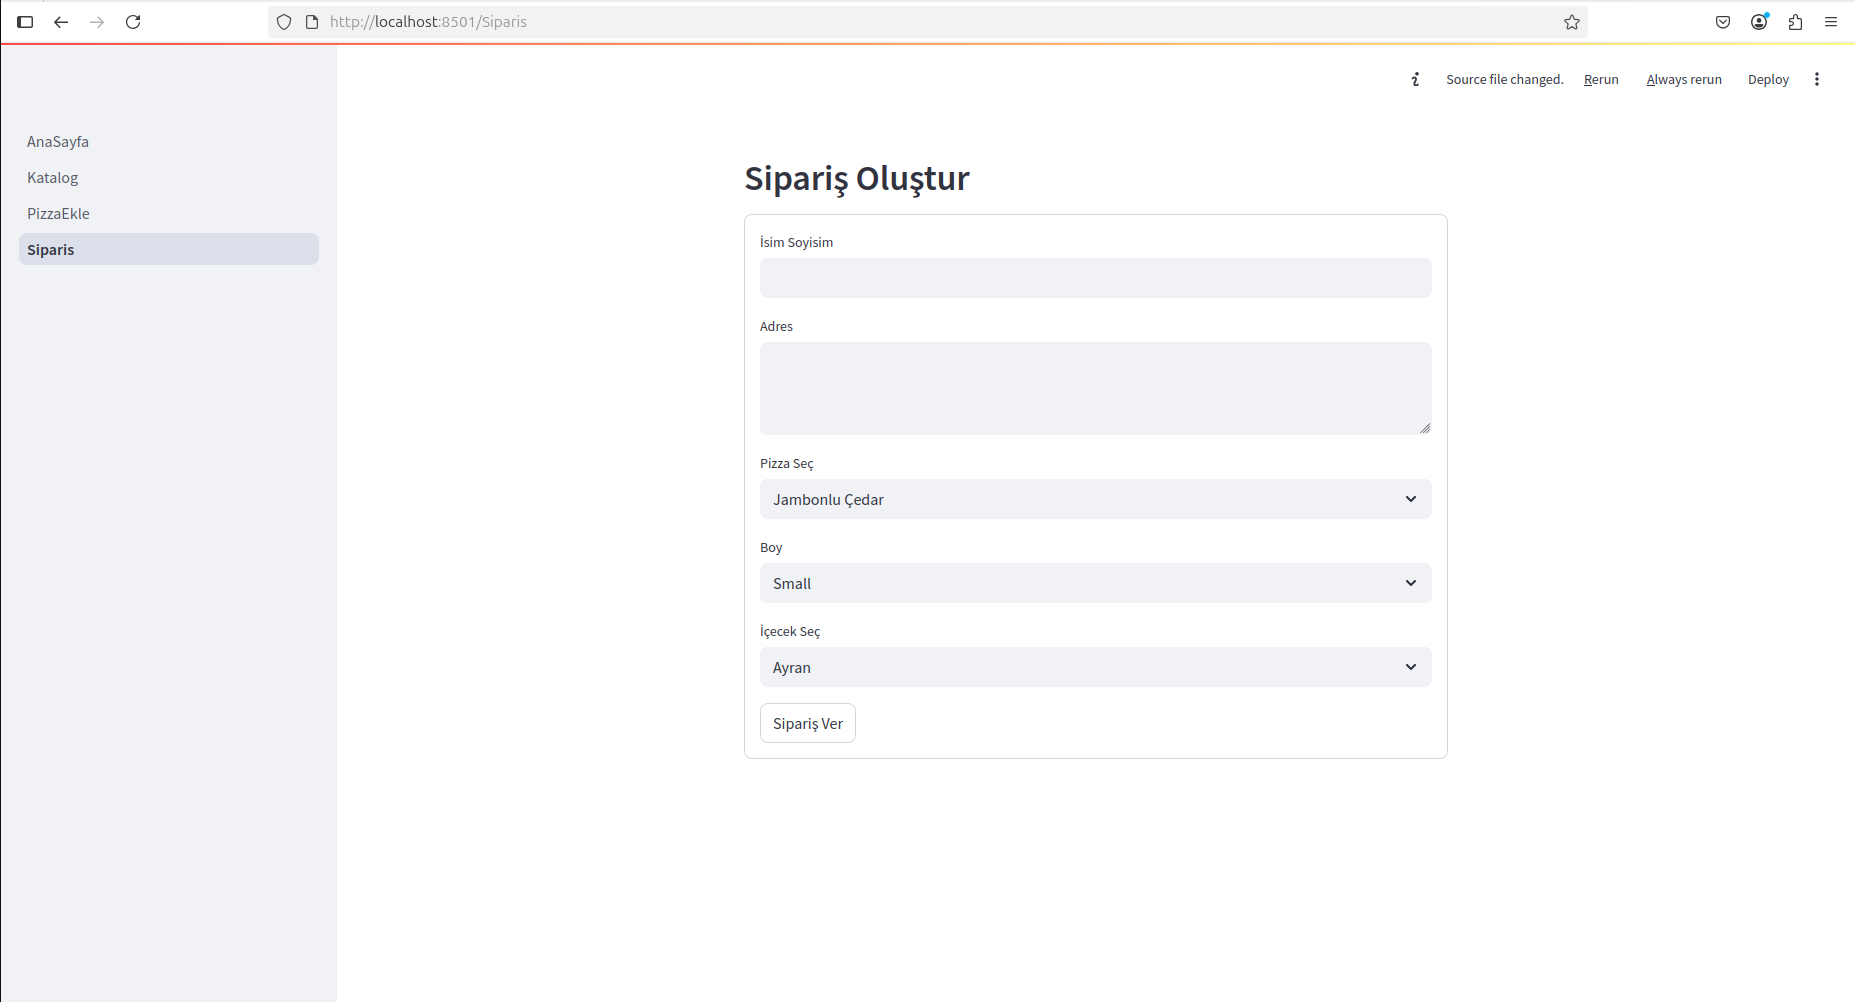 http://localhost:8501/Siparis
Source file changed. Rerun Always rerun Deploy
AnaSayfa
Katalog
PizzaEkle
Siparis
Sipariş Oluştur
İsim Soyisim
Adres
Pizza Seç
Jambonlu Çedar
Boy
Small
İçecek Seç
Ayran
Sipariş Ver